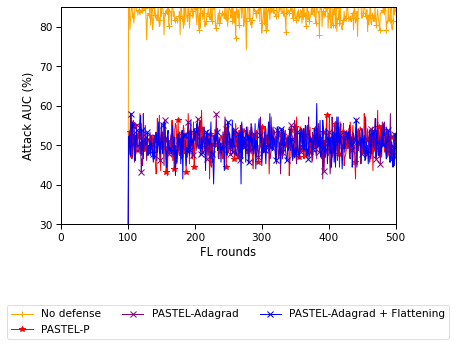 80
70
60
50
40
30
Attack AUC (%)
0 100 200 300 400 500
FL rounds
No defense PASTEL-Adagrad PASTEL-Adagrad + Flattening
PASTEL-P